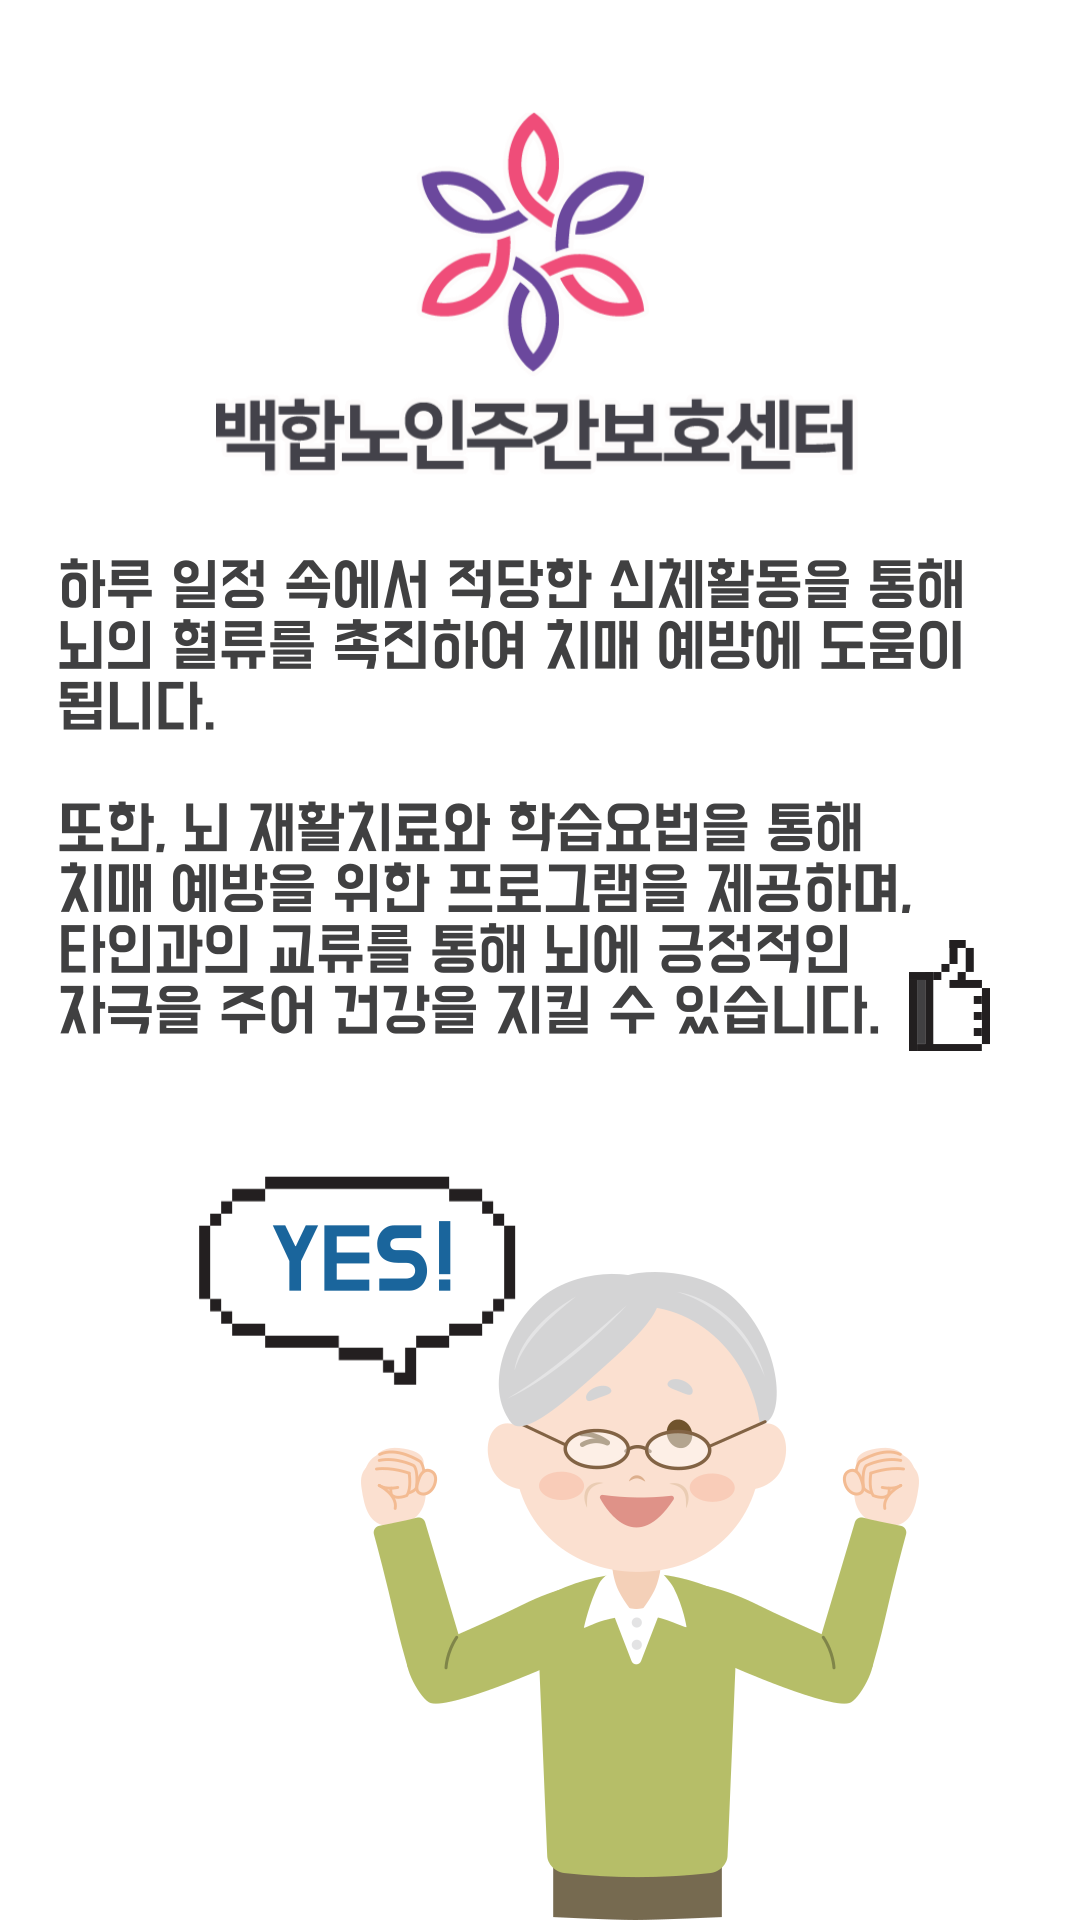 백합노인주간보호센터
하루 일정 속에서 적당한 신체활동을 통해
뇌의 혈류를 촉진하여 치매 예방에 도움이
됩니다.
또한, 뇌 재활치료와 학습요법을 통해
치매 예방을 위한 프로그램을 제공하며,
타인과의 교류를 통해 뇌에 긍정적인
자극을 주어 건강을 지킬 수 있습니다.
YES!